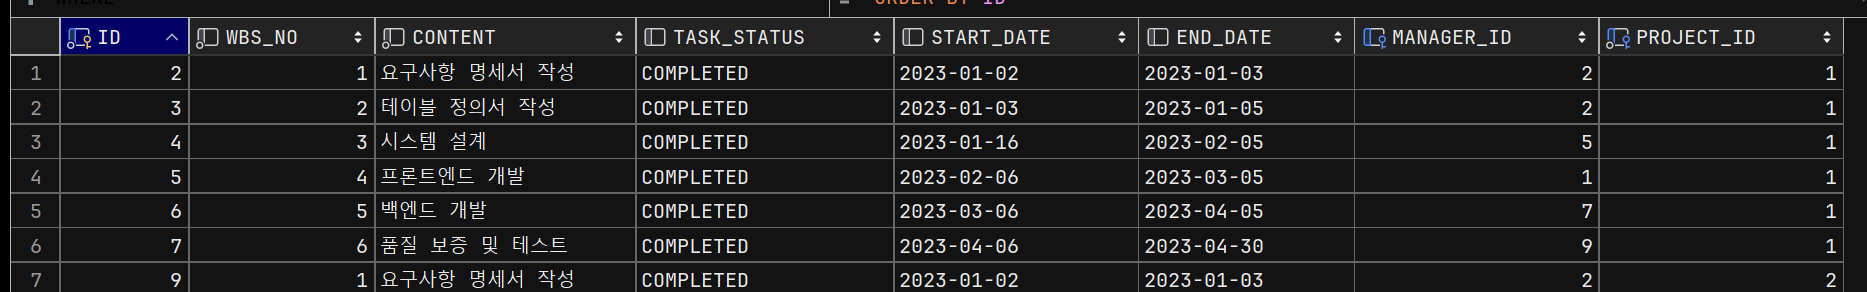 WHERE ORDER BY ID
ID WBS_NO CONTENT TASK_STATUS START_DATE END_DATE MANAGER_ID PROJECT_ID
1 2 1 요구사항 명세서 작성 COMPLETED 2023-01-02 2023-01-03 2 1
2 3 2 테이블 정의서 작성 COMPLETED 2023-01-03 2023-01-05 2 1
3 4 3 시스템 설계 COMPLETED 2023-01-16 2023-02-05 5 1
4 5 4 프론트엔드 개발 COMPLETED 2023-02-06 2023-03-05 1 1
5 6 5 백엔드 개발 COMPLETED 2023-03-06 2023-04-05 7 1
6 7 6 품질 보증 및 테스트 COMPLETED 2023-04-06 2023-04-30 9 1
7 9 1 요구사항 명세서 작성 COMPLETED 2023-01-02 2023-01-03 2 2